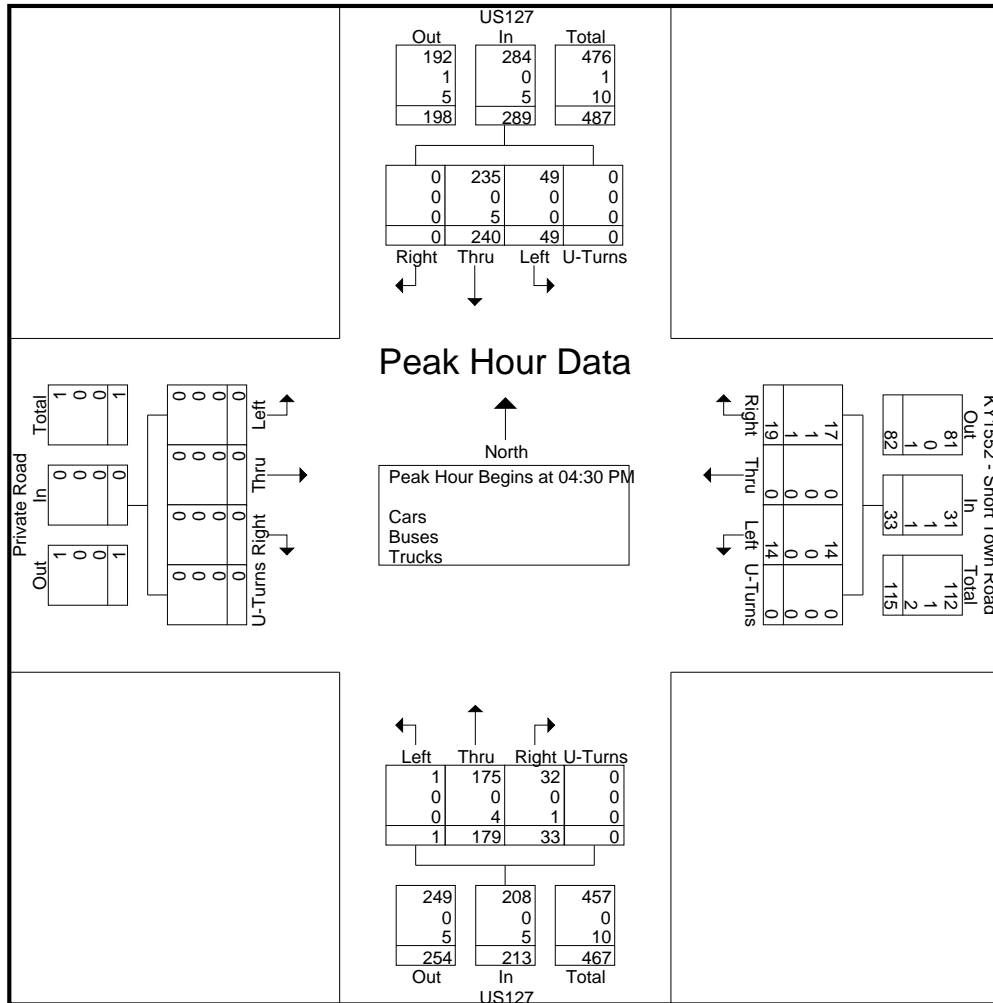 US127
Out In Total
192 284 476
1 0 1
5 5 10
198 289 487
0 235 49 0
0 0 0 0
0 5 0 0
0 240 49 0
Right Thru Left U-Turns
Peak Hour Data
North
Peak Hour Begins at 04:30 PM
Cars
Buses
Trucks
Private Road
Out In Total
1 0 1
0 0 0
0 0 0
1 0 1
0 0 0 0
0 0 0 0
0 0 0 0
0 0 0 0
U-Turns Right Thru Left
KY1552 - Short Town Road
Out In Total
81 31 112
0 1 1
1 1 2
82 33 115
17 0 14 0
1 0 0 0
1 0 0 0
19 0 14 0
Right Thru Left U-Turns
Left Thru Right U-Turns
1 175 32 0
0 0 0 0
0 4 1 0
1 179 33 0
249 208 457
0 0 0
5 5 10
254 213 467
Out In Total
US127